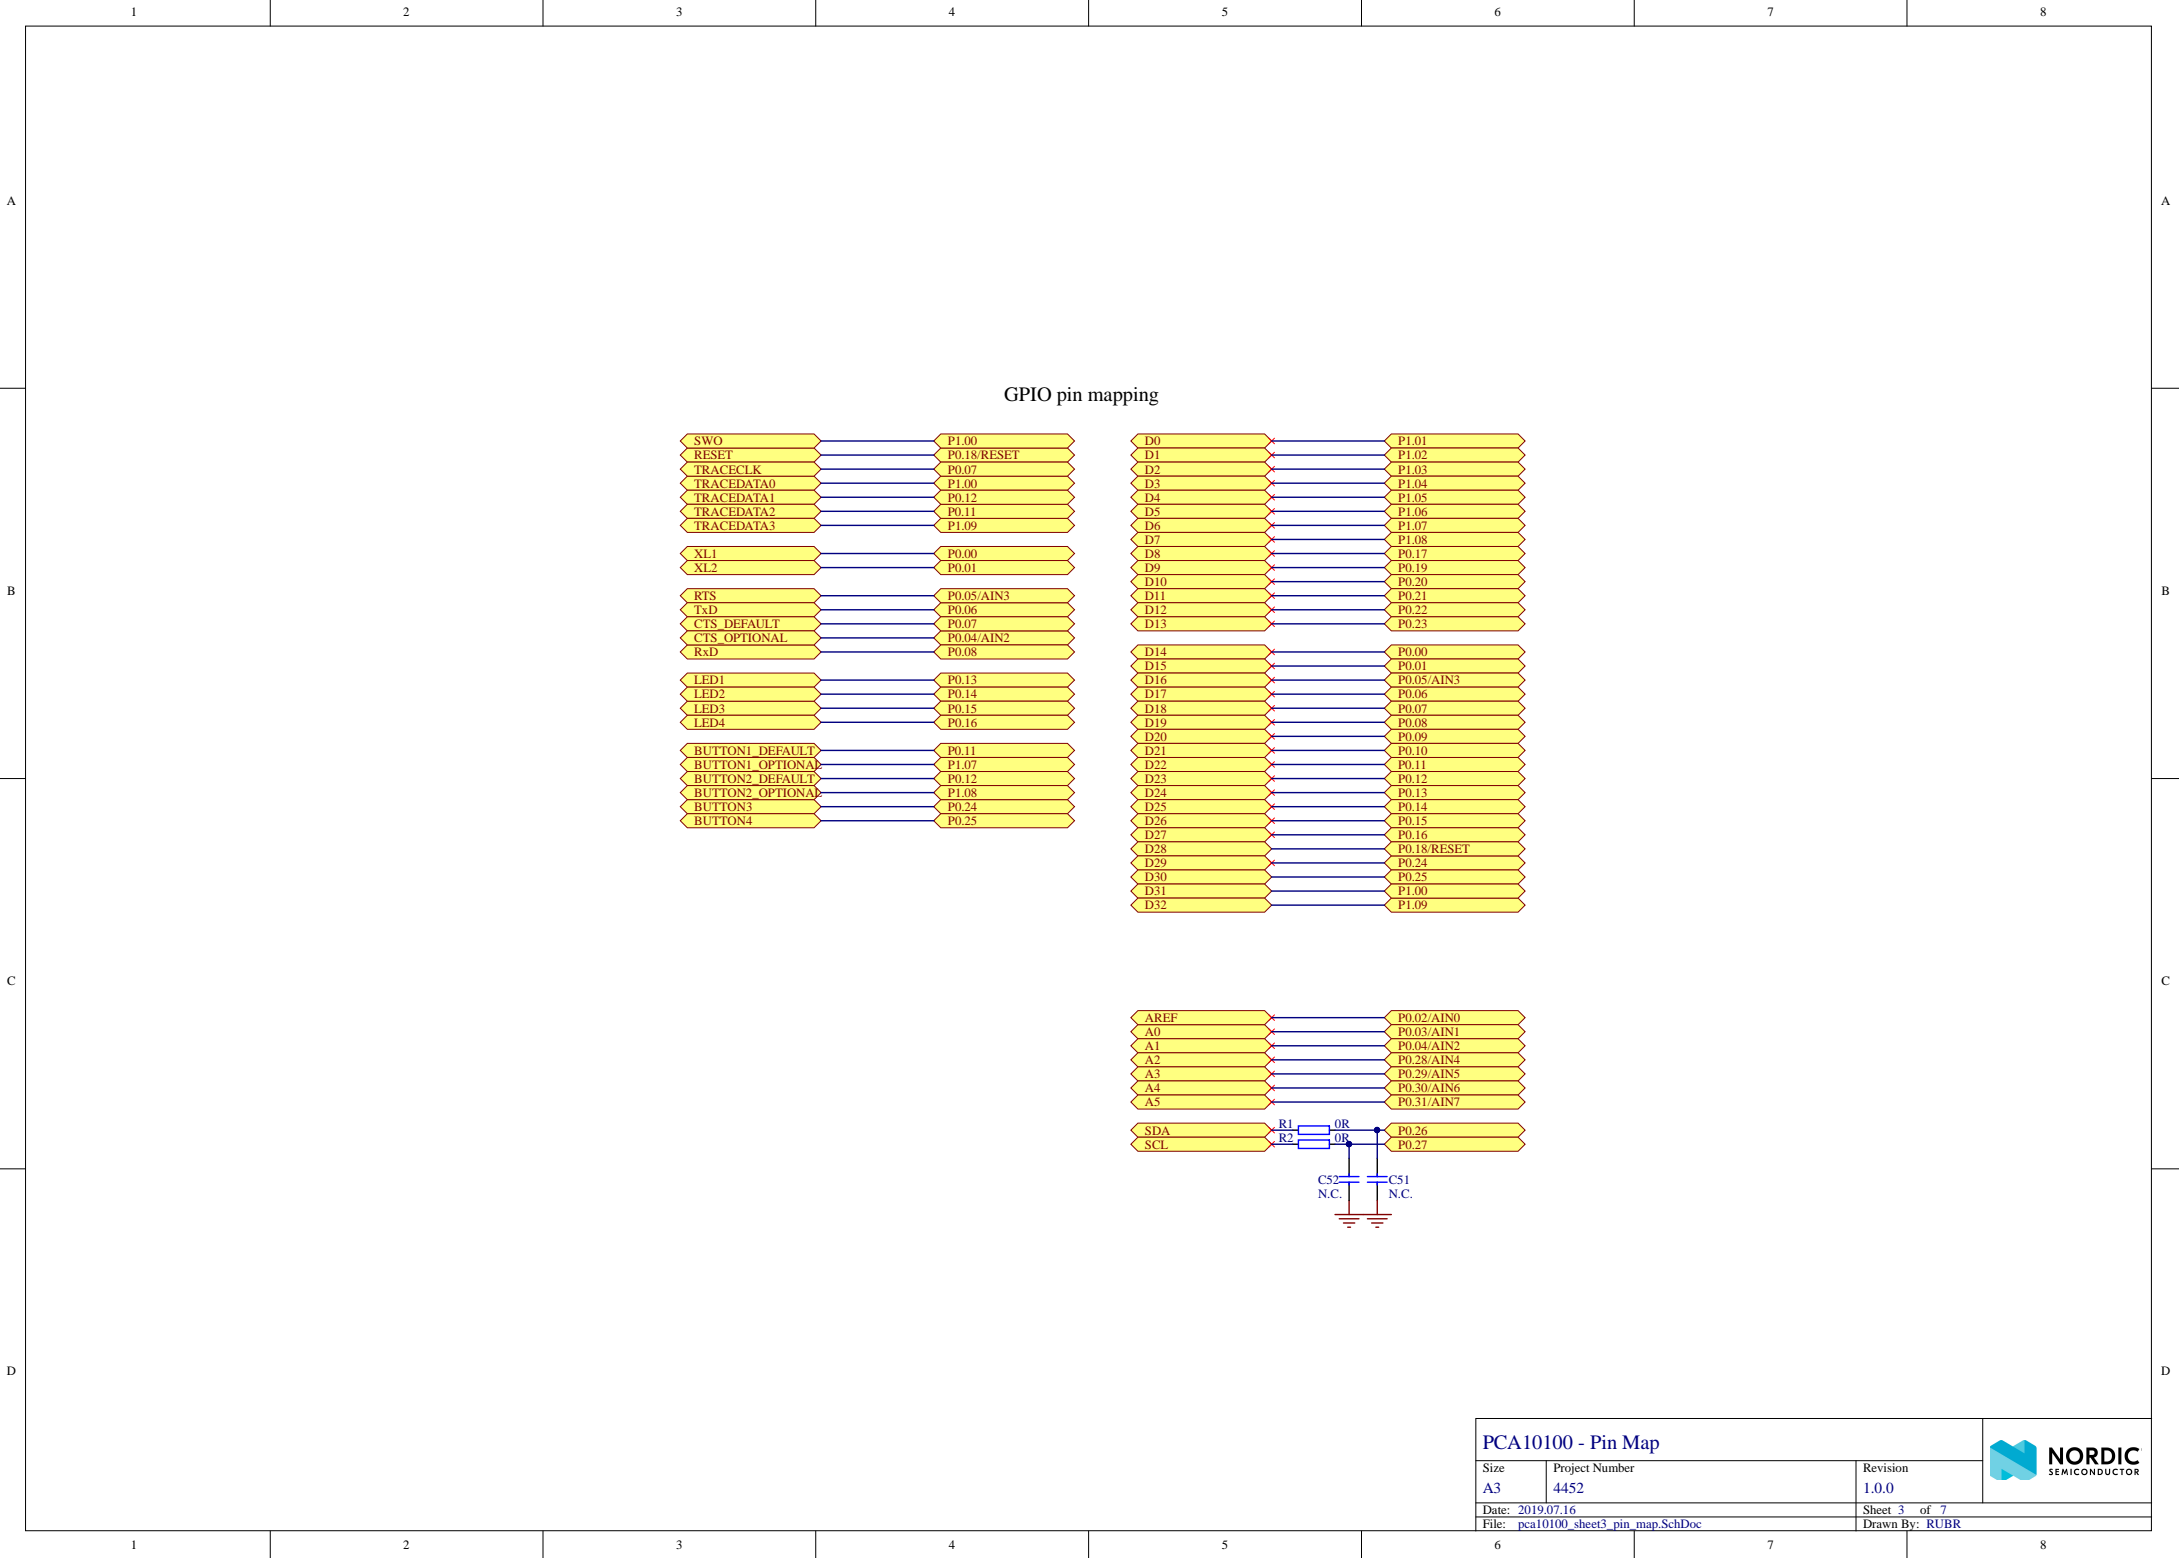 1 2 3 4 5 6 7 8
A A
GPIO pin mapping
SWO P1.00
RESET P0.18/RESET
TRACECLK P0.07
TRACEDATA0 P1.00
TRACEDATA1 P0.12
TRACEDATA2 P0.11
TRACEDATA3 P1.09
XL1 P0.00
XL2 P0.01
RTS P0.05/AIN3
TxD P0.06
CTS_DEFAULT P0.07
CTS_OPTIONAL P0.04/AIN2
RxD P0.08
LED1 P0.13
LED2 P0.14
LED3 P0.15
LED4 P0.16
BUTTON1_DEFAULT P0.11
BUTTON1_OPTIONAL P1.07
BUTTON2_DEFAULT P0.12
BUTTON2_OPTIONAL P1.08
BUTTON3 P0.24
BUTTON4 P0.25
D0 P1.01
D1 P1.02
D2 P1.03
D3 P1.04
D4 P1.05
D5 P1.06
D6 P1.07
D7 P1.08
D8 P0.17
D9 P0.19
D10 P0.20
D11 P0.21
D12 P0.22
D13 P0.23
D14 P0.00
D15 P0.01
D16 P0.05/AIN3
D17 P0.06
D18 P0.07
D19 P0.08
D20 P0.09
D21 P0.10
D22 P0.11
D23 P0.12
D24 P0.13
D25 P0.14
D26 P0.15
D27 P0.16
D28 P0.18/RESET
D29 P0.24
D30 P0.25
D31 P1.00
D32 P1.09
B B
C C
AREF P0.02/AIN0
A0 P0.03/AIN1
A1 P0.04/AIN2
A2 P0.28/AIN4
A3 P0.29/AIN5
A4 P0.30/AIN6
A5 P0.31/AIN7
SDA R1 0R P0.26
SCL R2 0R P0.27
C52 C51
N.C. N.C.
D D
PCA10100 - Pin Map
NORDIC
SEMICONDUCTOR
Size Project Number Revision
A3 4452 1.0.0
Date: 2019.07.16 Sheet 3 of 7
File: pca10100_sheet3_pin_map.SchDoc Drawn By: RUBR
1 2 3 4 5 6 7 8